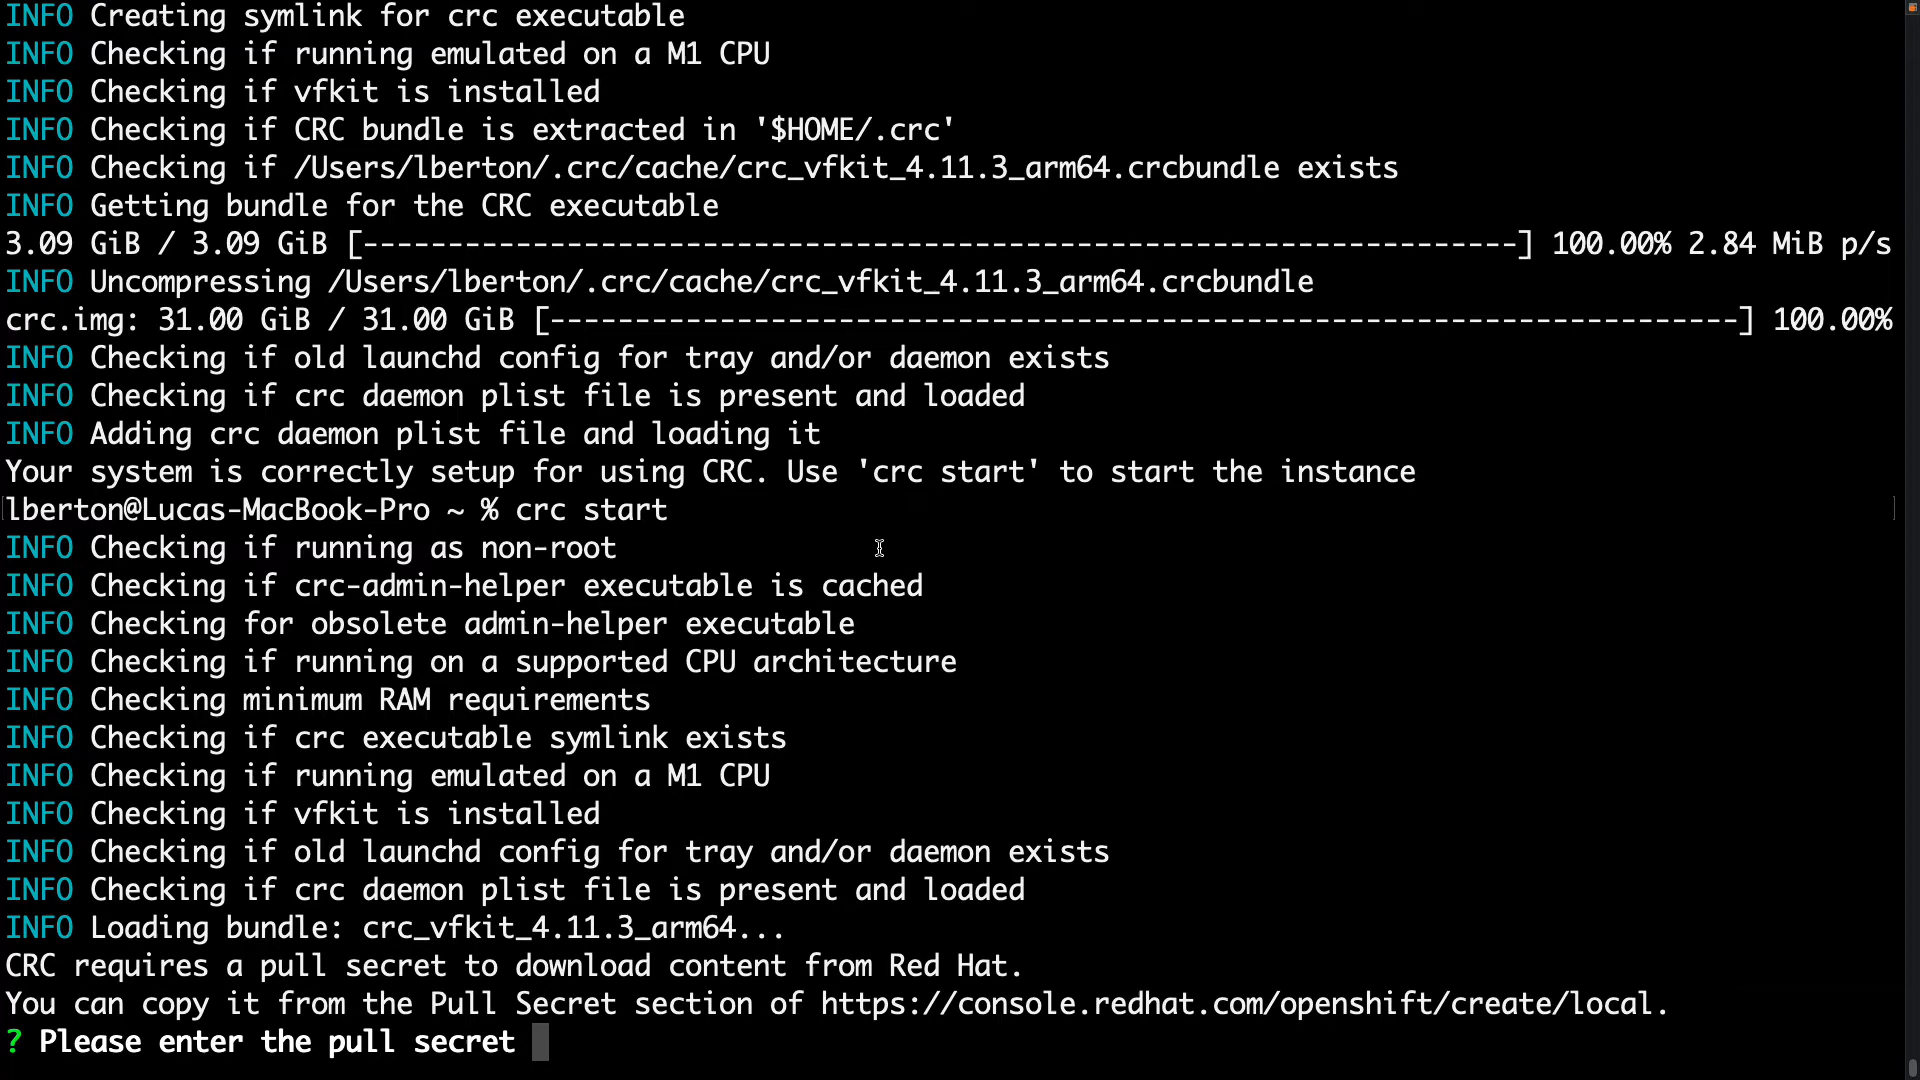 INFO Creating symlink for crc executable
INFO Checking if running emulated on a M1 CPU
INFO Checking if vfkit is installed
INFO Checking if CRC bundle is extracted in '$HOME/.crc'
INFO Checking if /Users/lberton/.crc/cache/crc_vfkit_4.11.3_arm64.crcbundle exists
INFO Getting bundle for the CRC executable
3.09 GiB / 3.09 GiB [--------------------------------------------------------------------] 100.00% 2.84 MiB p/s
INFO Uncompressing /Users/lberton/.crc/cache/crc_vfkit_4.11.3_arm64.crcbundle
crc.img: 31.00 GiB / 31.00 GiB [----------------------------------------------------------------------] 100.00%
INFO Checking if old launchd config for tray and/or daemon exists
INFO Checking if crc daemon plist file is present and loaded
INFO Adding crc daemon plist file and loading it
Your system is correctly setup for using CRC. Use 'crc start' to start the instance
lberton@Lucas-MacBook-Pro ~ % crc start
INFO Checking if running as non-root
INFO Checking if crc-admin-helper executable is cached
INFO Checking for obsolete admin-helper executable
INFO Checking if running on a supported CPU architecture
INFO Checking minimum RAM requirements
INFO Checking if crc executable symlink exists
INFO Checking if running emulated on a M1 CPU
INFO Checking if vfkit is installed
INFO Checking if old launchd config for tray and/or daemon exists
INFO Checking if crc daemon plist file is present and loaded
INFO Loading bundle: crc_vfkit_4.11.3_arm64...
CRC requires a pull secret to download content from Red Hat.
You can copy it from the Pull Secret section of https://console.redhat.com/openshift/create/local.
? Please enter the pull secret